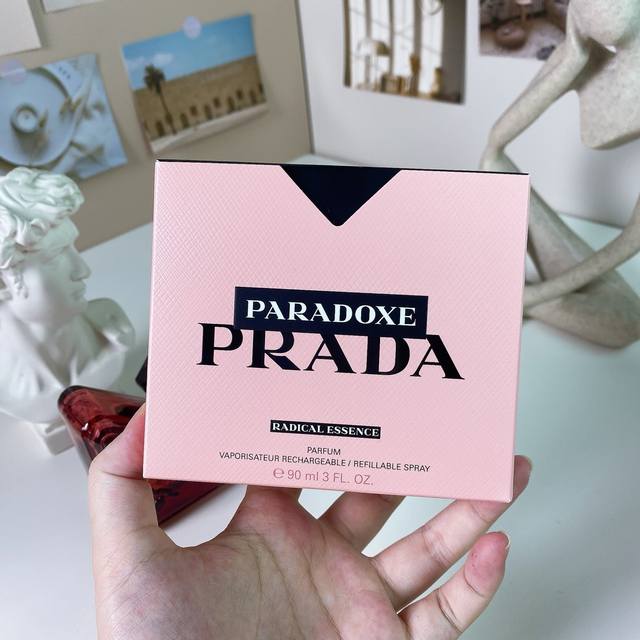 PARADOXE
PRADA
RADICAL ESSENCE
PARFUM
VAPORISATEUR RECHARGEABLE / REFILLABLE SPRAY
℮ 90 ml 3 FL. OZ.